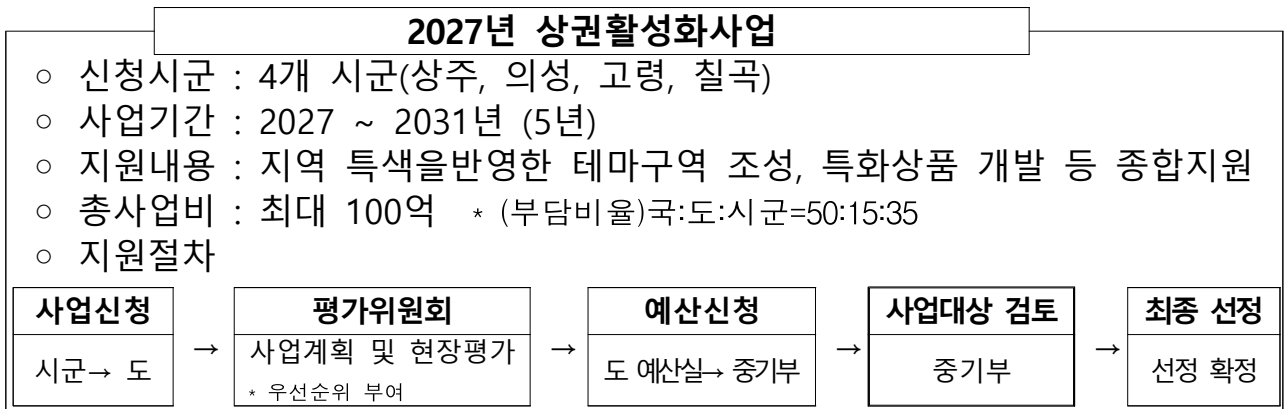 2027년 상권활성화사업
○ 신청시군 : 4개 시군(상주, 의성, 고령, 칠곡)
○ 사업기간 : 2027 ~ 2031년 (5년)
○ 지원내용 : 지역 특색을반영한 테마구역 조성, 특화상품 개발 등 종합지원
○ 총사업비 : 최대 100억 * (부담비율)국:도:시군=50:15:35
○ 지원절차
사업신청 → 평가위원회 → 예산신청 → 사업대상 검토 → 최종 선정
시군→ 도 사업계획 및 현장평가 도 예산실→ 중기부 중기부 선정 확정
* 우선순위 부여